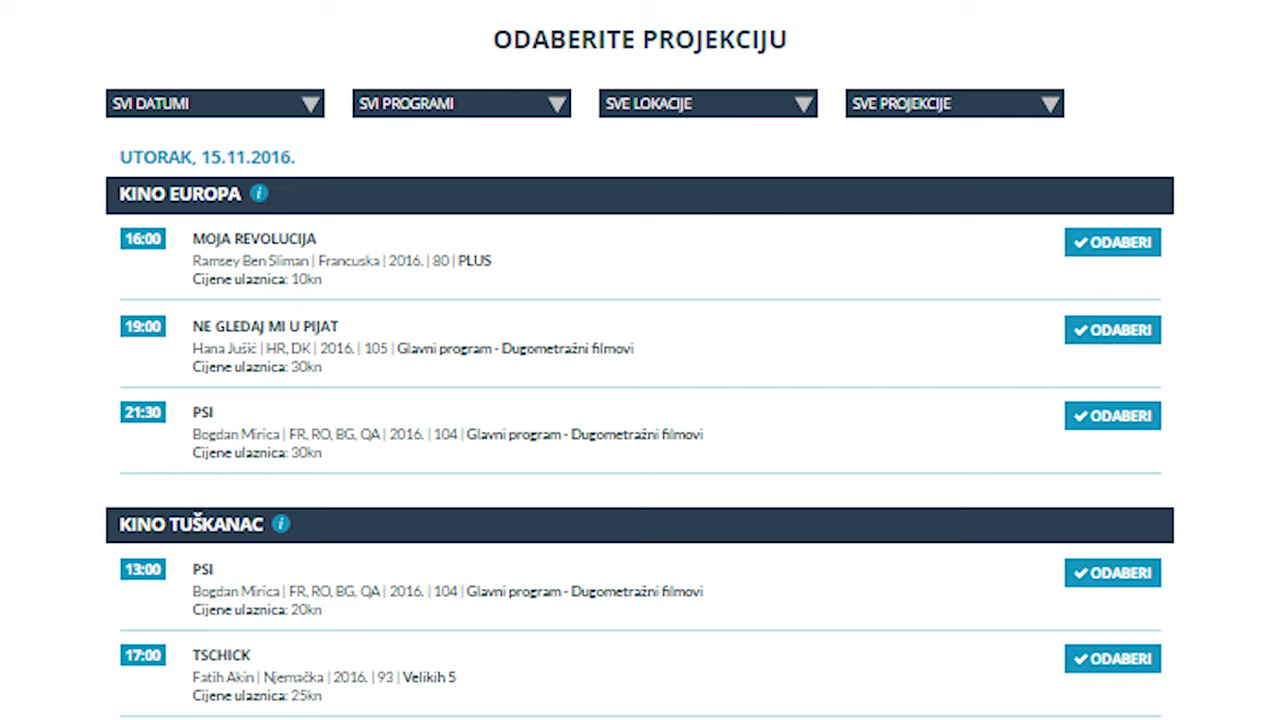 ODABERITE PROJEKCIJU
SVI DATUMI
SVI PROGRAMI
SVE LOKACIJE
SVE PROJEKCIJE
UTORAK, 15.11.2016.
KINO EUROPA i
16:00 MOJA REVOLUCIJA ODABERI
Ramsey Ben Sliman | Francuska | 2016. | 80 | PLUS
Cijene ulaznica: 10kn
19:00 NE GLEDAJ MI U PIJAT ODABERI
Hana Jušić | HR, DK | 2016. | 105 | Glavni program - Dugometražni filmovi
Cijene ulaznica: 30kn
21:30 PSI ODABERI
Bogdan Mirica | FR, RO, BG, QA | 2016. | 104 | Glavni program - Dugometražni filmovi
Cijene ulaznica: 30kn
KINO TUŠKANAC i
13:00 PSI ODABERI
Bogdan Mirica | FR, RO, BG, QA | 2016. | 104 | Glavni program - Dugometražni filmovi
Cijene ulaznica: 20kn
17:00 TSCHICK ODABERI
Fatih Akin | Njemačka | 2016. | 93 | Velikih 5
Cijene ulaznica: 25kn